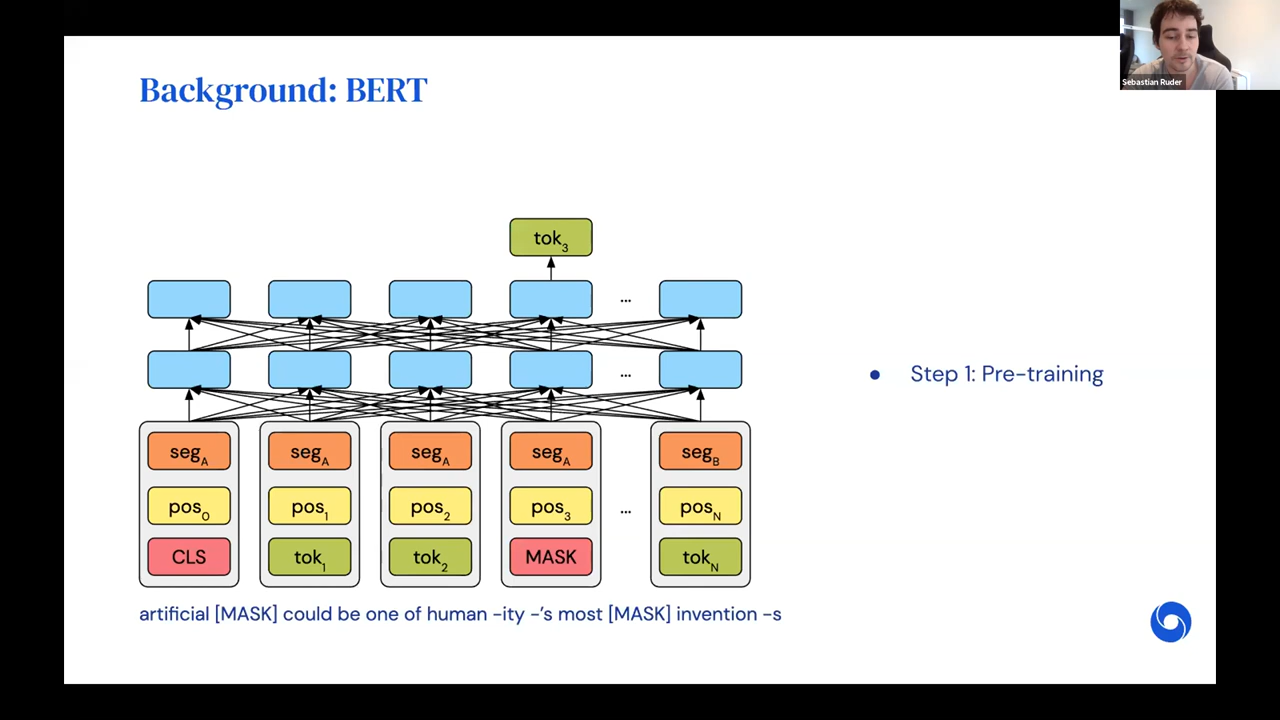 Sebastian Ruder
Background: BERT
tok3
...
...
Step 1: Pre-training
segA segA segA segA segB
pos0 pos1 pos2 pos3 ... posN
CLS tok1 tok2 MASK tokN
artificial [MASK] could be one of human -ity -'s most [MASK] invention -s